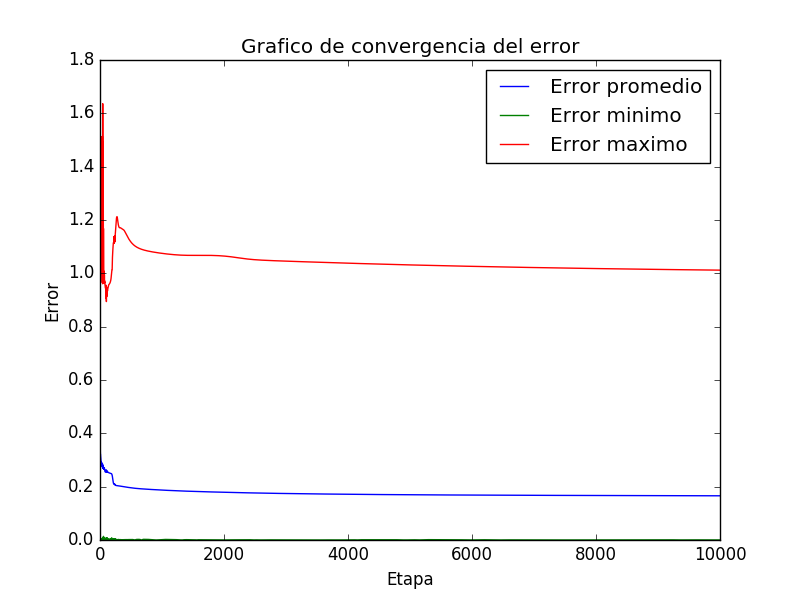 Grafico de convergencia del error
1.8
1.6
1.4
1.2
1.0
0.8
0.6
0.4
0.2
0.0
Error
Error promedio
Error minimo
Error maximo
0 2000 4000 6000 8000 10000
Etapa